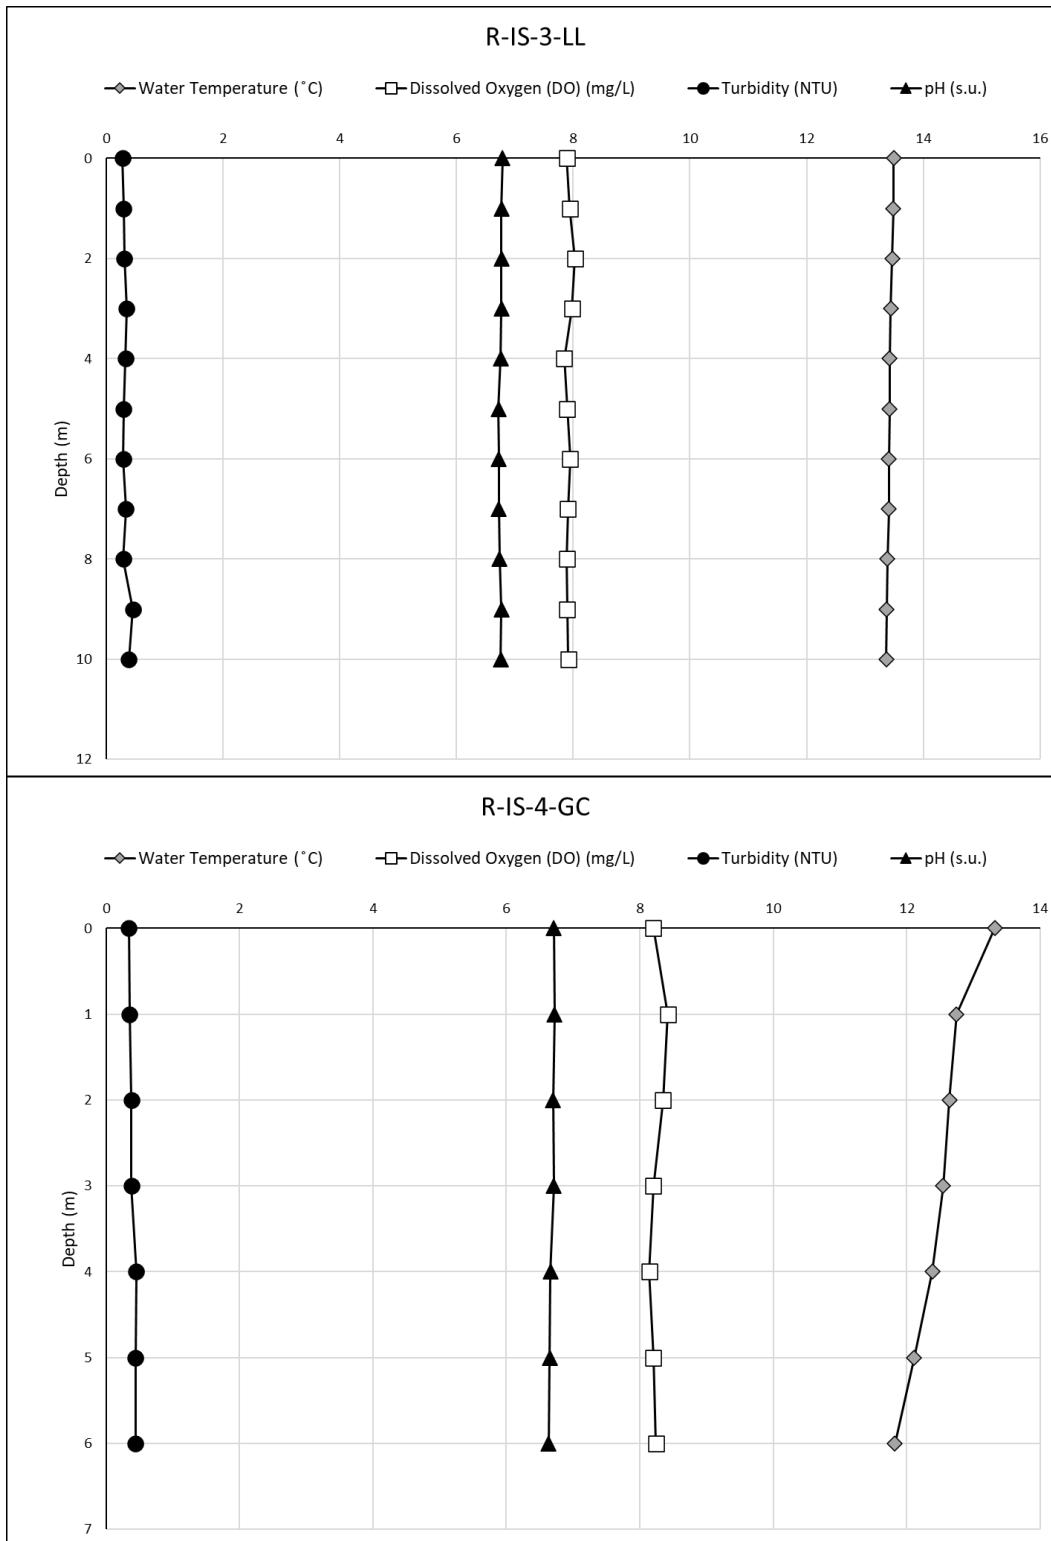 R-IS-3-LL
Water Temperature (˚C) Dissolved Oxygen (DO) (mg/L) Turbidity (NTU) pH (s.u.)
0 2 4 6 8 10 12 14 16
0
2
4
6
8
10
12
Depth (m)
R-IS-4-GC
Water Temperature (˚C) Dissolved Oxygen (DO) (mg/L) Turbidity (NTU) pH (s.u.)
0 2 4 6 8 10 12 14
0
1
2
3
4
5
6
7
Depth (m)